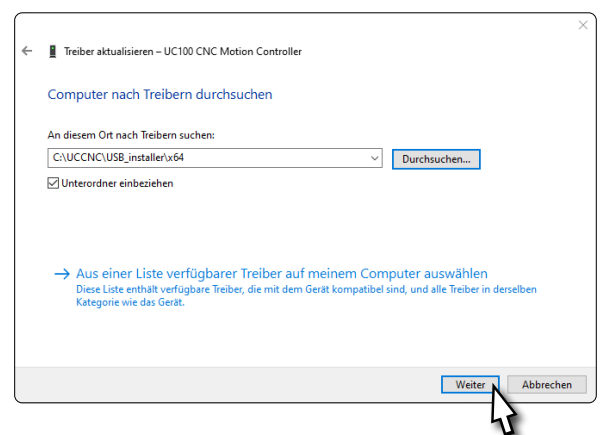 Treiber aktualisieren – UC100 CNC Motion Controller
Computer nach Treibern durchsuchen
An diesem Ort nach Treibern suchen:
C:\UCCNC\USB_installer\x64
Durchsuchen...
Unterordner einbeziehen
Aus einer Liste verfügbarer Treiber auf meinem Computer auswählen
Diese Liste enthält verfügbare Treiber, die mit dem Gerät kompatibel sind, und alle Treiber in derselben
Kategorie wie das Gerät.
Weiter
Abbrechen